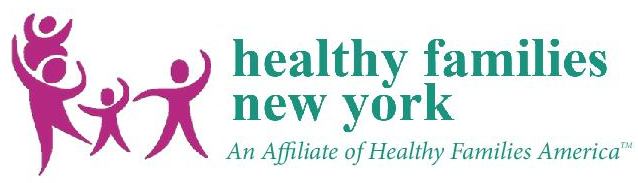 healthy families
new york
An Affiliate of Healthy Families America™